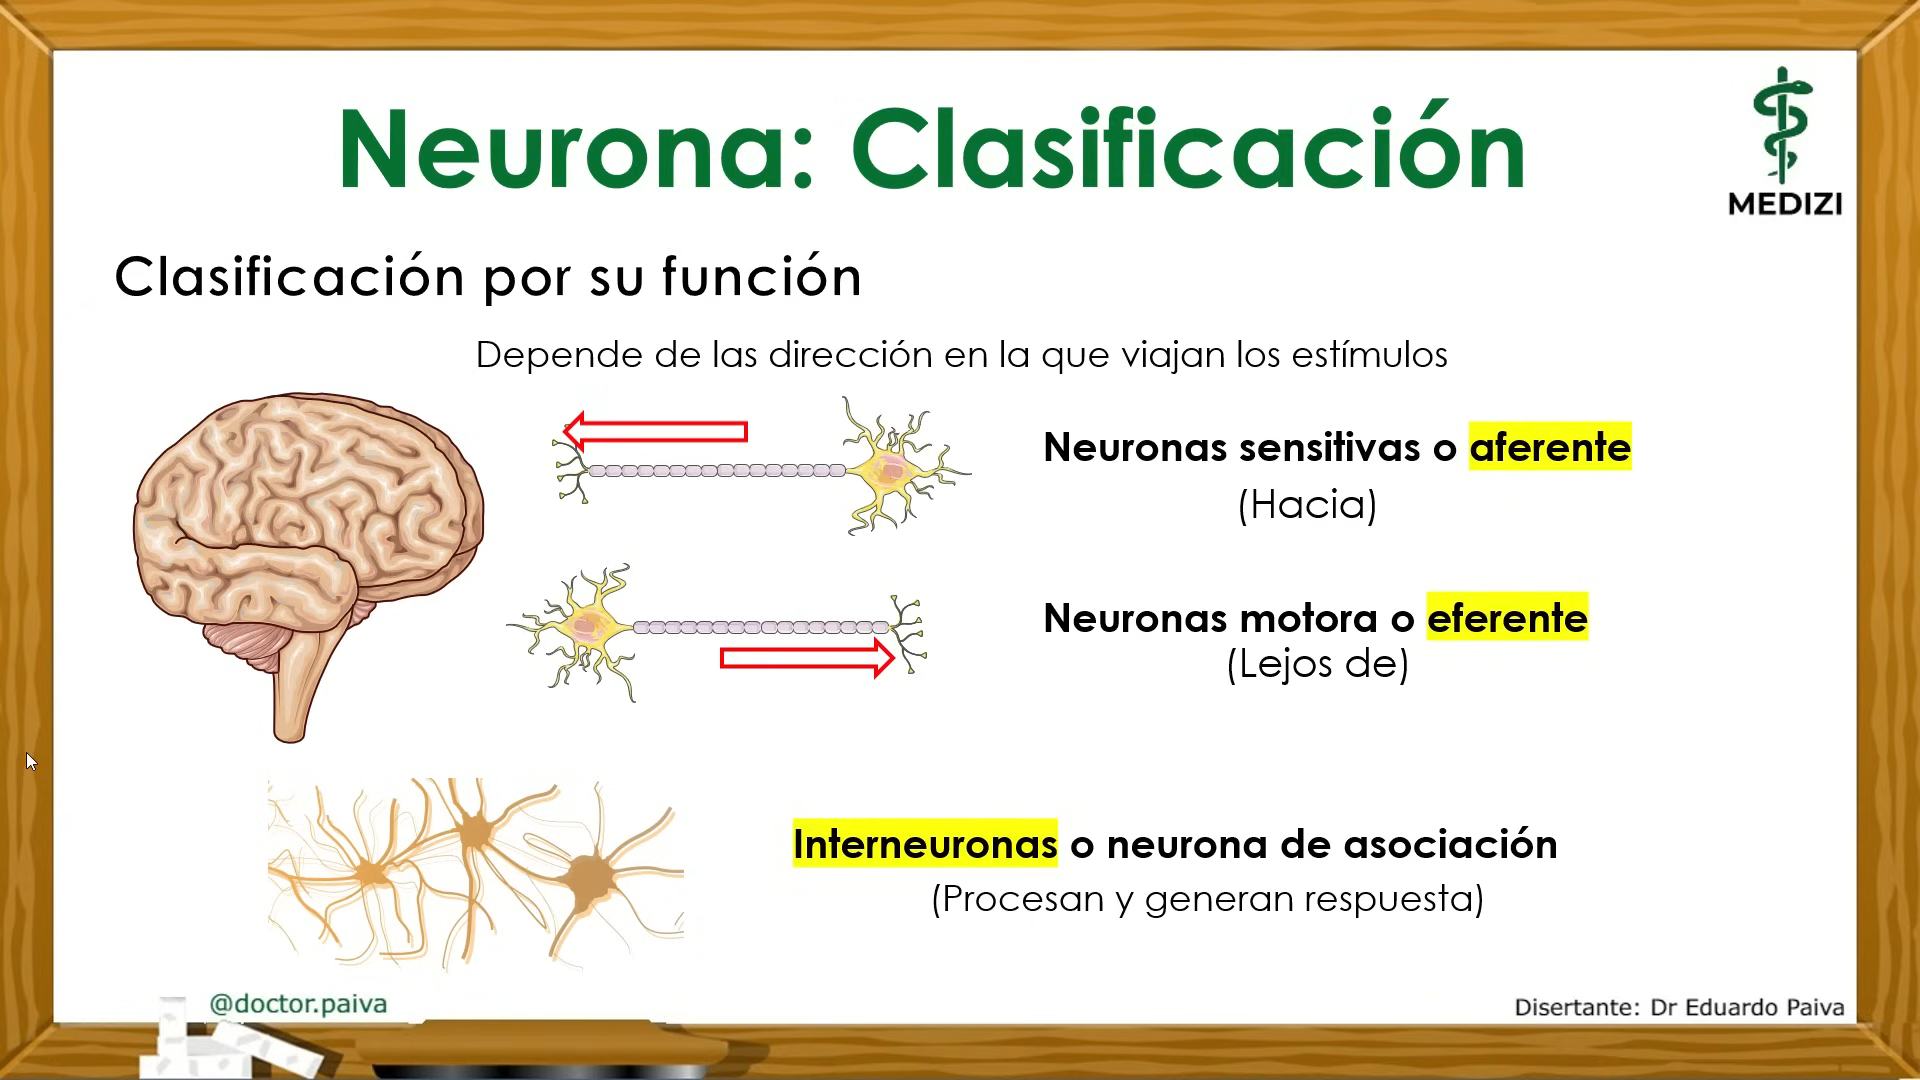 Neurona: Clasificación
MEDIZI
Clasificación por su función
Depende de las dirección en la que viajan los estímulos
Neuronas sensitivas o aferente
(Hacia)
Neuronas motora o eferente
(Lejos de)
Interneuronas o neurona de asociación
(Procesan y generan respuesta)
@doctor.paiva
Disertante: Dr Eduardo Paiva